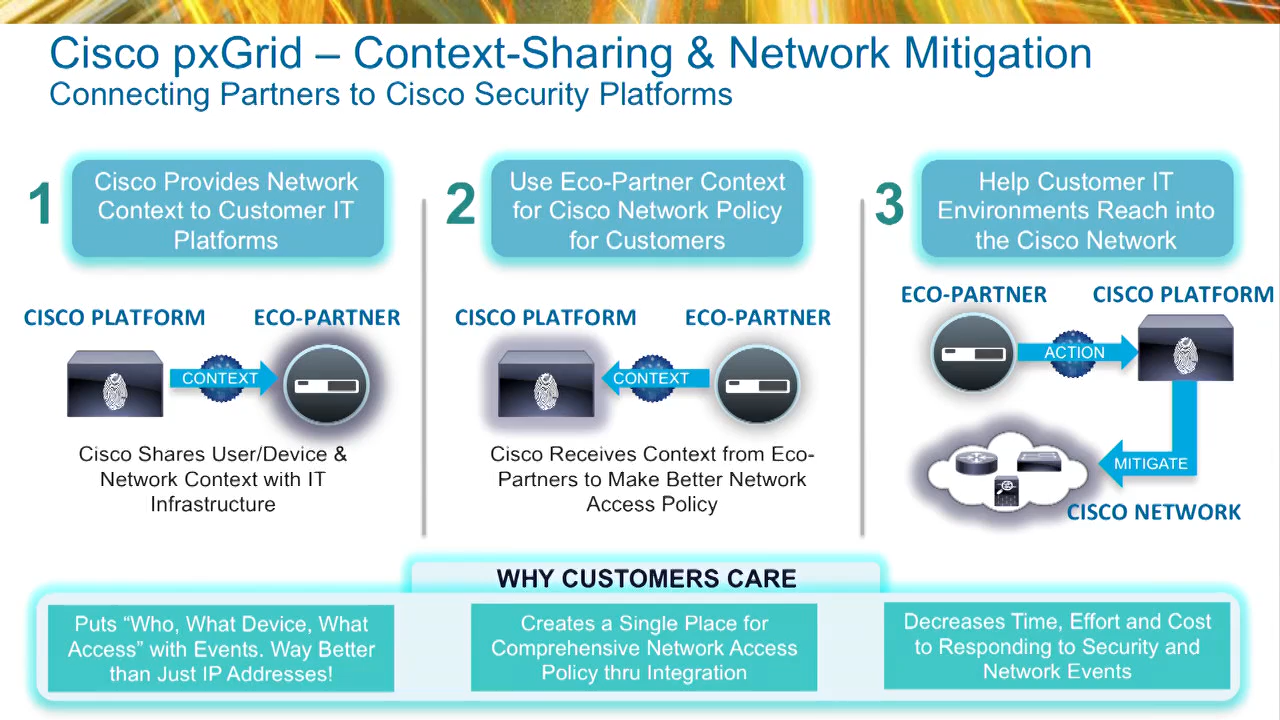 Cisco pxGrid – Context-Sharing & Network Mitigation
Connecting Partners to Cisco Security Platforms
1
Cisco Provides Network
Context to Customer IT
Platforms
CISCO PLATFORM
ECO-PARTNER
CONTEXT
Cisco Shares User/Device &
Network Context with IT
Infrastructure
2
Use Eco-Partner Context
for Cisco Network Policy
for Customers
CISCO PLATFORM
ECO-PARTNER
CONTEXT
Cisco Receives Context from Eco-
Partners to Make Better Network
Access Policy
3
Help Customer IT
Environments Reach into
the Cisco Network
ECO-PARTNER
CISCO PLATFORM
ACTION
MITIGATE
CISCO NETWORK
WHY CUSTOMERS CARE
Puts “Who, What Device, What
Access” with Events. Way Better
than Just IP Addresses!
Creates a Single Place for
Comprehensive Network Access
Policy thru Integration
Decreases Time, Effort and Cost
to Responding to Security and
Network Events